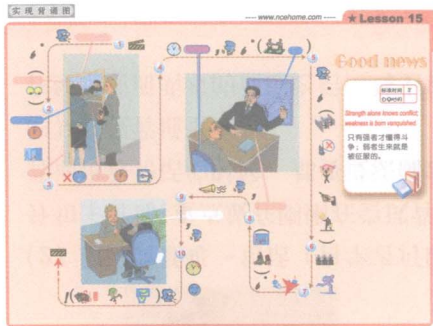 实现背诵图
www.ncehome.com
★ Lesson 15
Good news
Strength alone knows conflict,
weakness is born vanquished.
只有强者才懂得斗
争；弱者生来就是
被征服的。